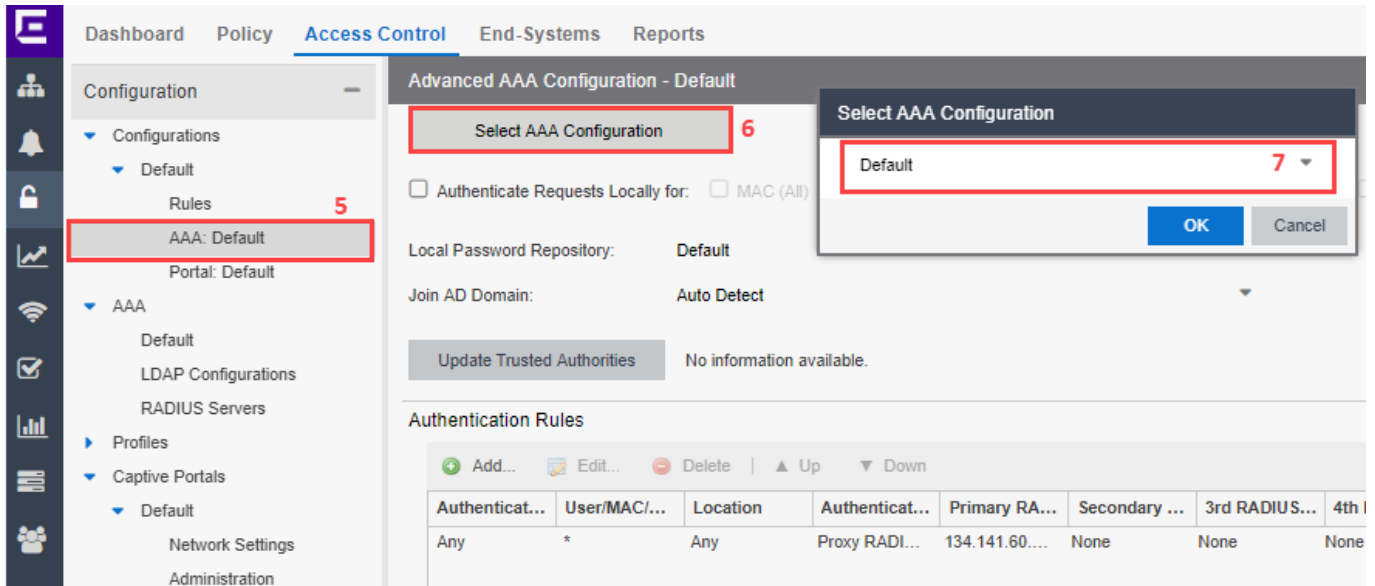 Dashboard Policy Access Control End-Systems Reports
Configuration
Configurations
Default
Rules
5
AAA: Default
Portal: Default
AAA
Default
LDAP Configurations
RADIUS Servers
Profiles
Captive Portals
Default
Network Settings
Administration
Advanced AAA Configuration - Default
Select AAA Configuration 6
Authenticate Requests Locally for: MAC (All)
Local Password Repository: Default
Join AD Domain: Auto Detect
Update Trusted Authorities No information available.
Select AAA Configuration
Default 7
OK Cancel
Authentication Rules
Add... Edit... Delete | Up Down
Authenticat... User/MAC/... Location Authenticat... Primary RA... Secondary ... 3rd RADIUS... 4th
Any * Any Proxy RADI... 134.141.60.... None None None